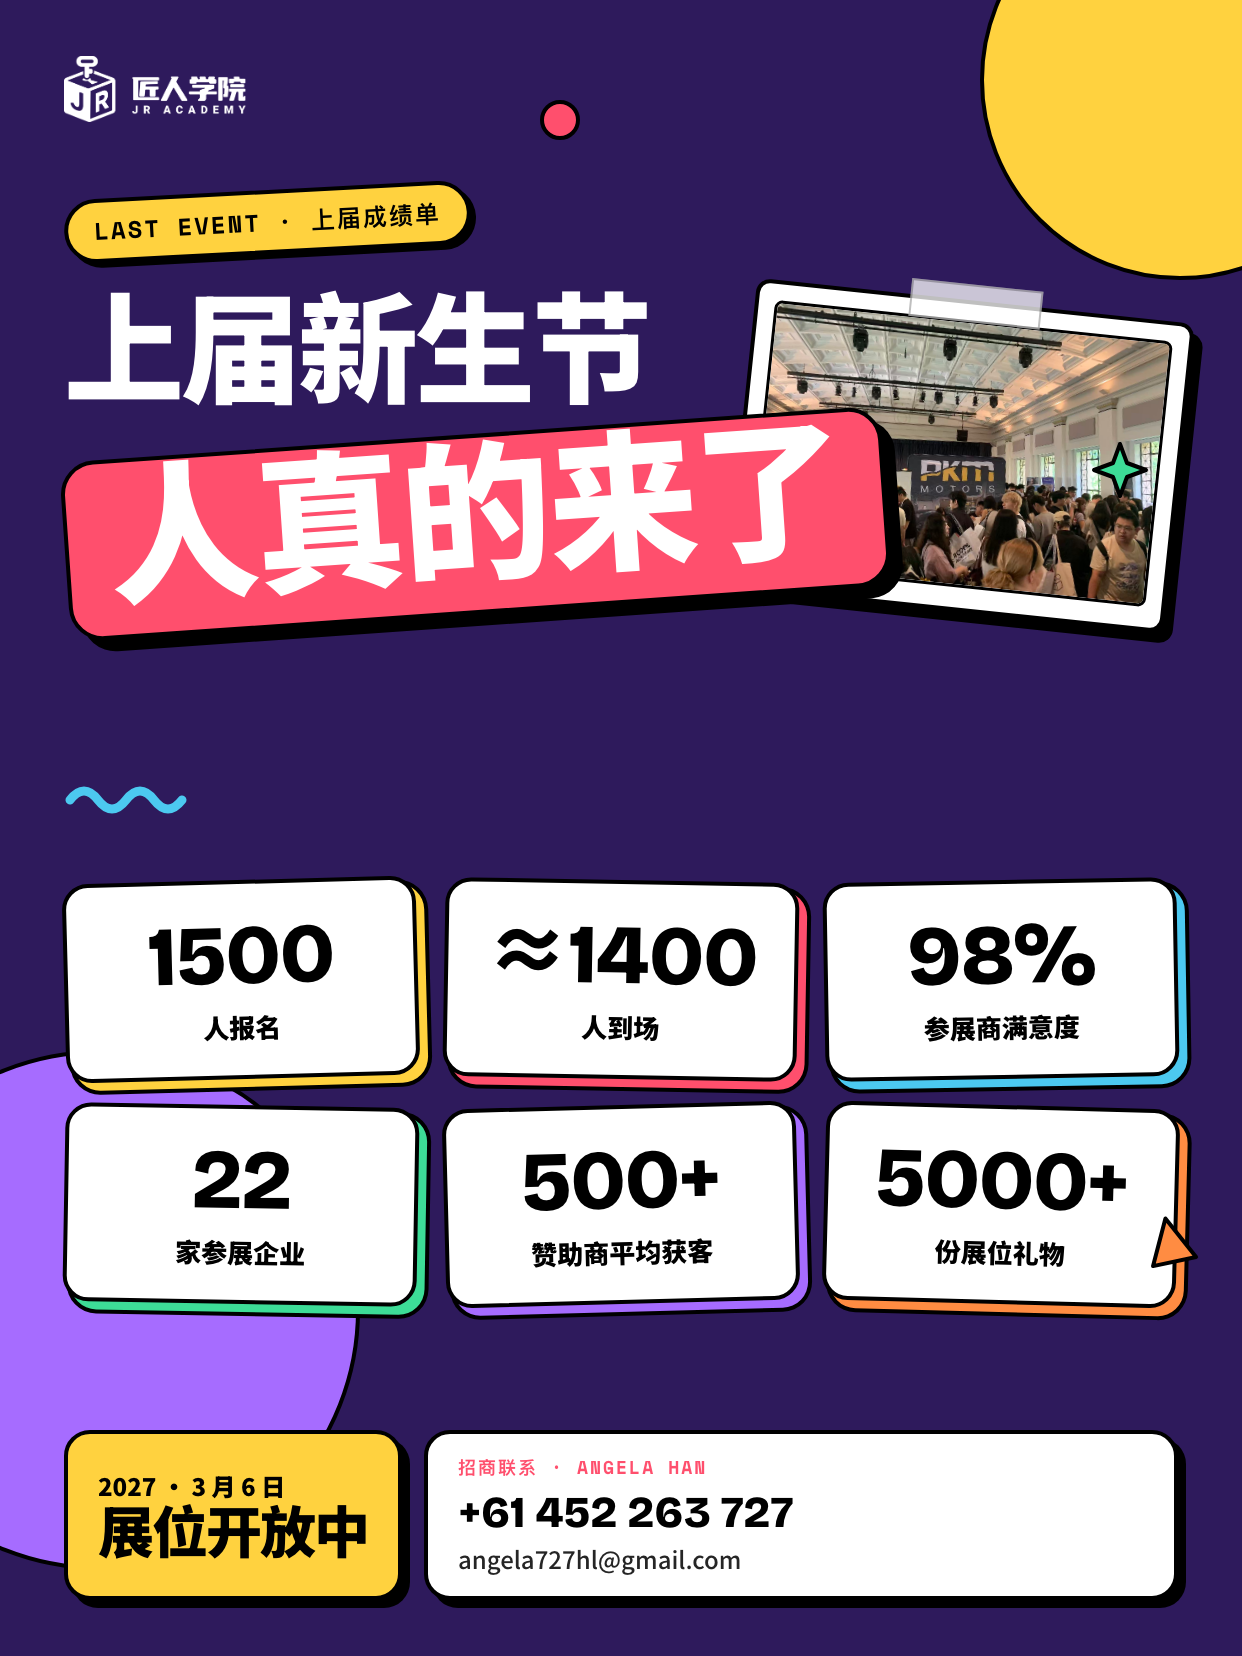 匠人学院
JR ACADEMY
LAST EVENT · 上届成绩单
上届新生节
人真的来了
PKM
MOTORS
1500
人报名
≈1400
人到场
98%
参展商满意度
22
家参展企业
500+
赞助商平均获客
5000+
份展位礼物
2027 · 3月6日
展位开放中
招商联系 · ANGELA HAN
+61 452 263 727
angela727hl@gmail.com